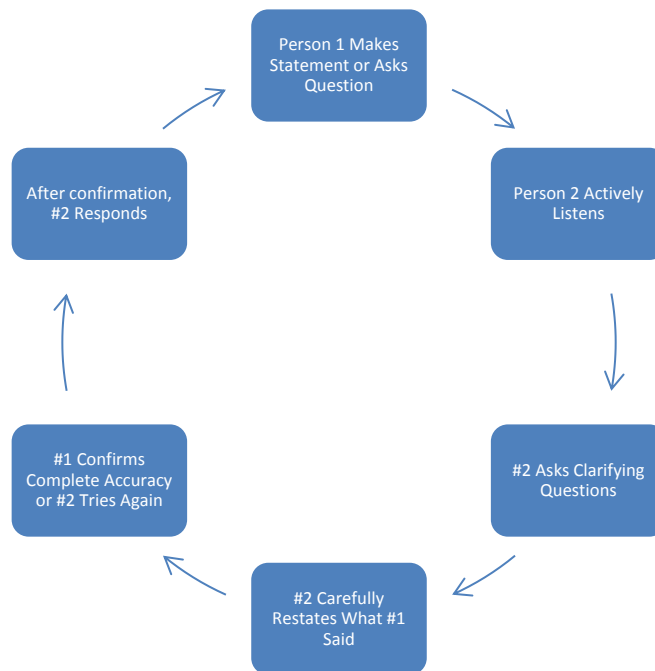 Person 1 Makes
Statement or Asks
Question
Person 2 Actively
Listens
#2 Asks Clarifying
Questions
#2 Carefully
Restates What #1
Said
#1 Confirms
Complete Accuracy
or #2 Tries Again
After confirmation,
#2 Responds